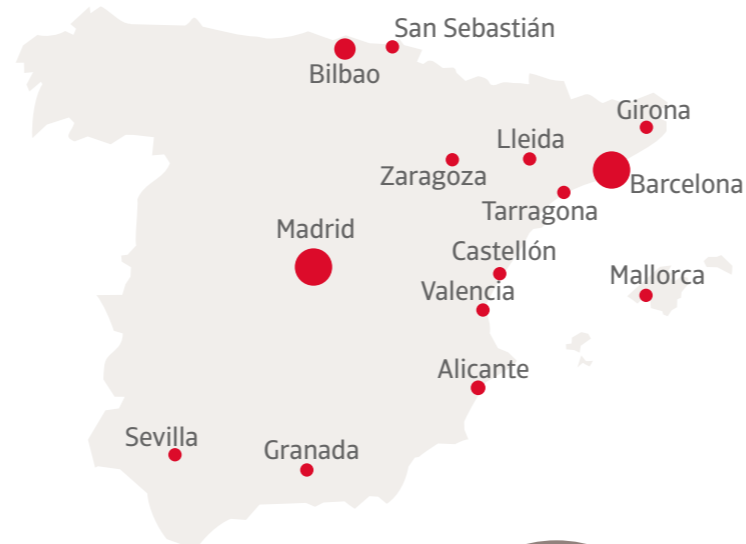 San Sebastián
Bilbao
Girona
Lleida
Zaragoza
Barcelona
Tarragona
Madrid
Castellón
Mallorca
Valencia
Alicante
Sevilla
Granada